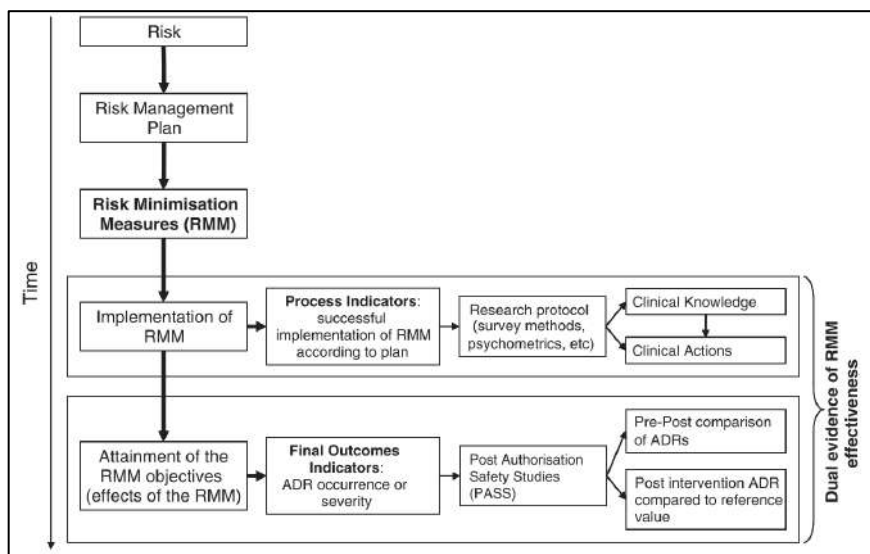 Risk
Risk Management
Plan
Risk Minimisation
Measures (RMM)
Time
Implementation of
RMM
Process Indicators:
successful
implementation of RMM
according to plan
Research protocol
(survey methods,
psychometrics, etc)
Clinical Knowledge
Clinical Actions
Attainment of the
RMM objectives
(effects of the RMM)
Final Outcomes
Indicators:
ADR occurrence or
severity
Post Authorisation
Safety Studies
(PASS)
Pre-Post comparison
of ADRs
Post intervention ADR
compared to reference
value
Dual evidence of RMM
effectiveness